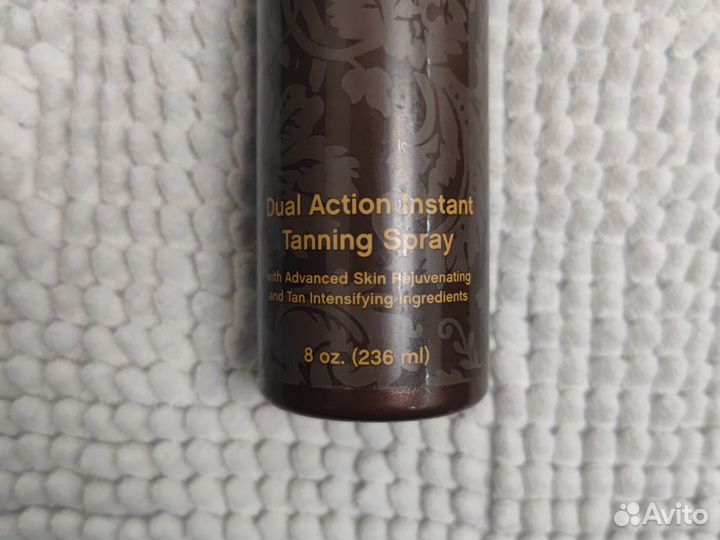 Dual Action Instant
Tanning Spray
with Advanced Skin Rejuvenating
and Tan Intensifying Ingredients
8 oz. (236 ml)
Avito